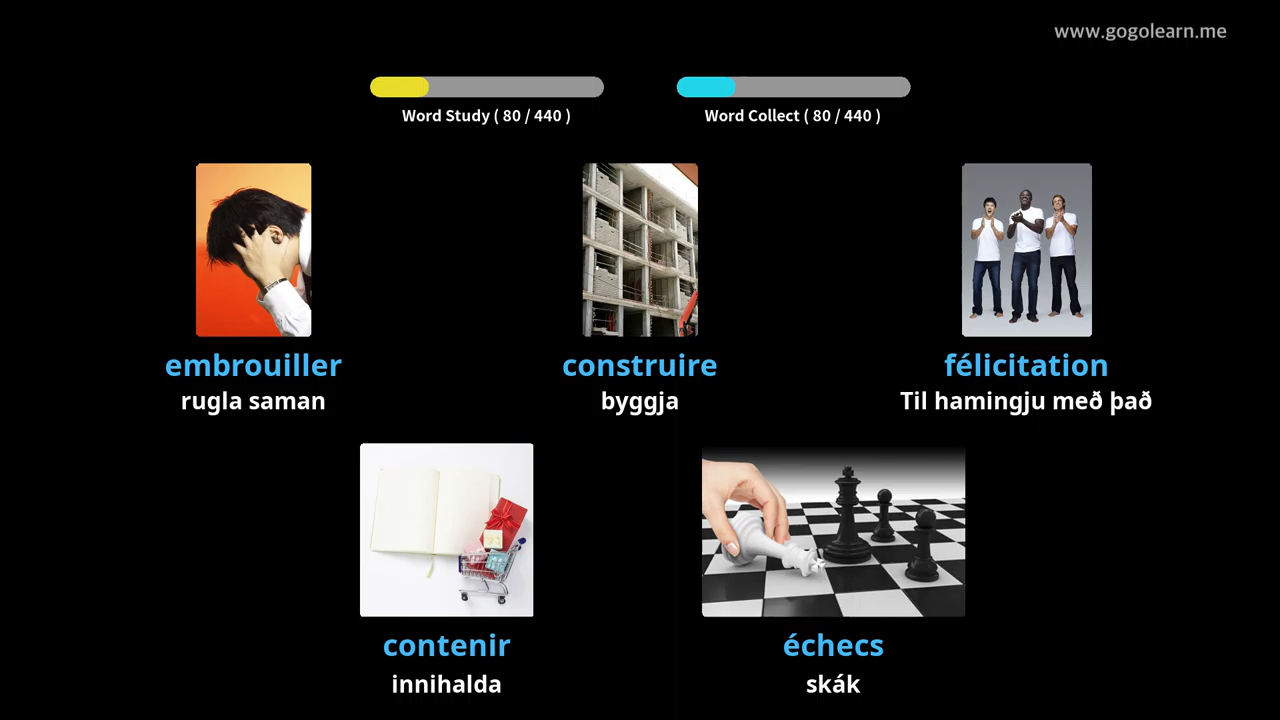 www.gogolearn.me
Word Study ( 80 / 440 )
Word Collect ( 80 / 440 )
embrouiller
rugla saman
construire
byggja
félicitation
Til hamingju með það
contenir
innihalda
échecs
skák